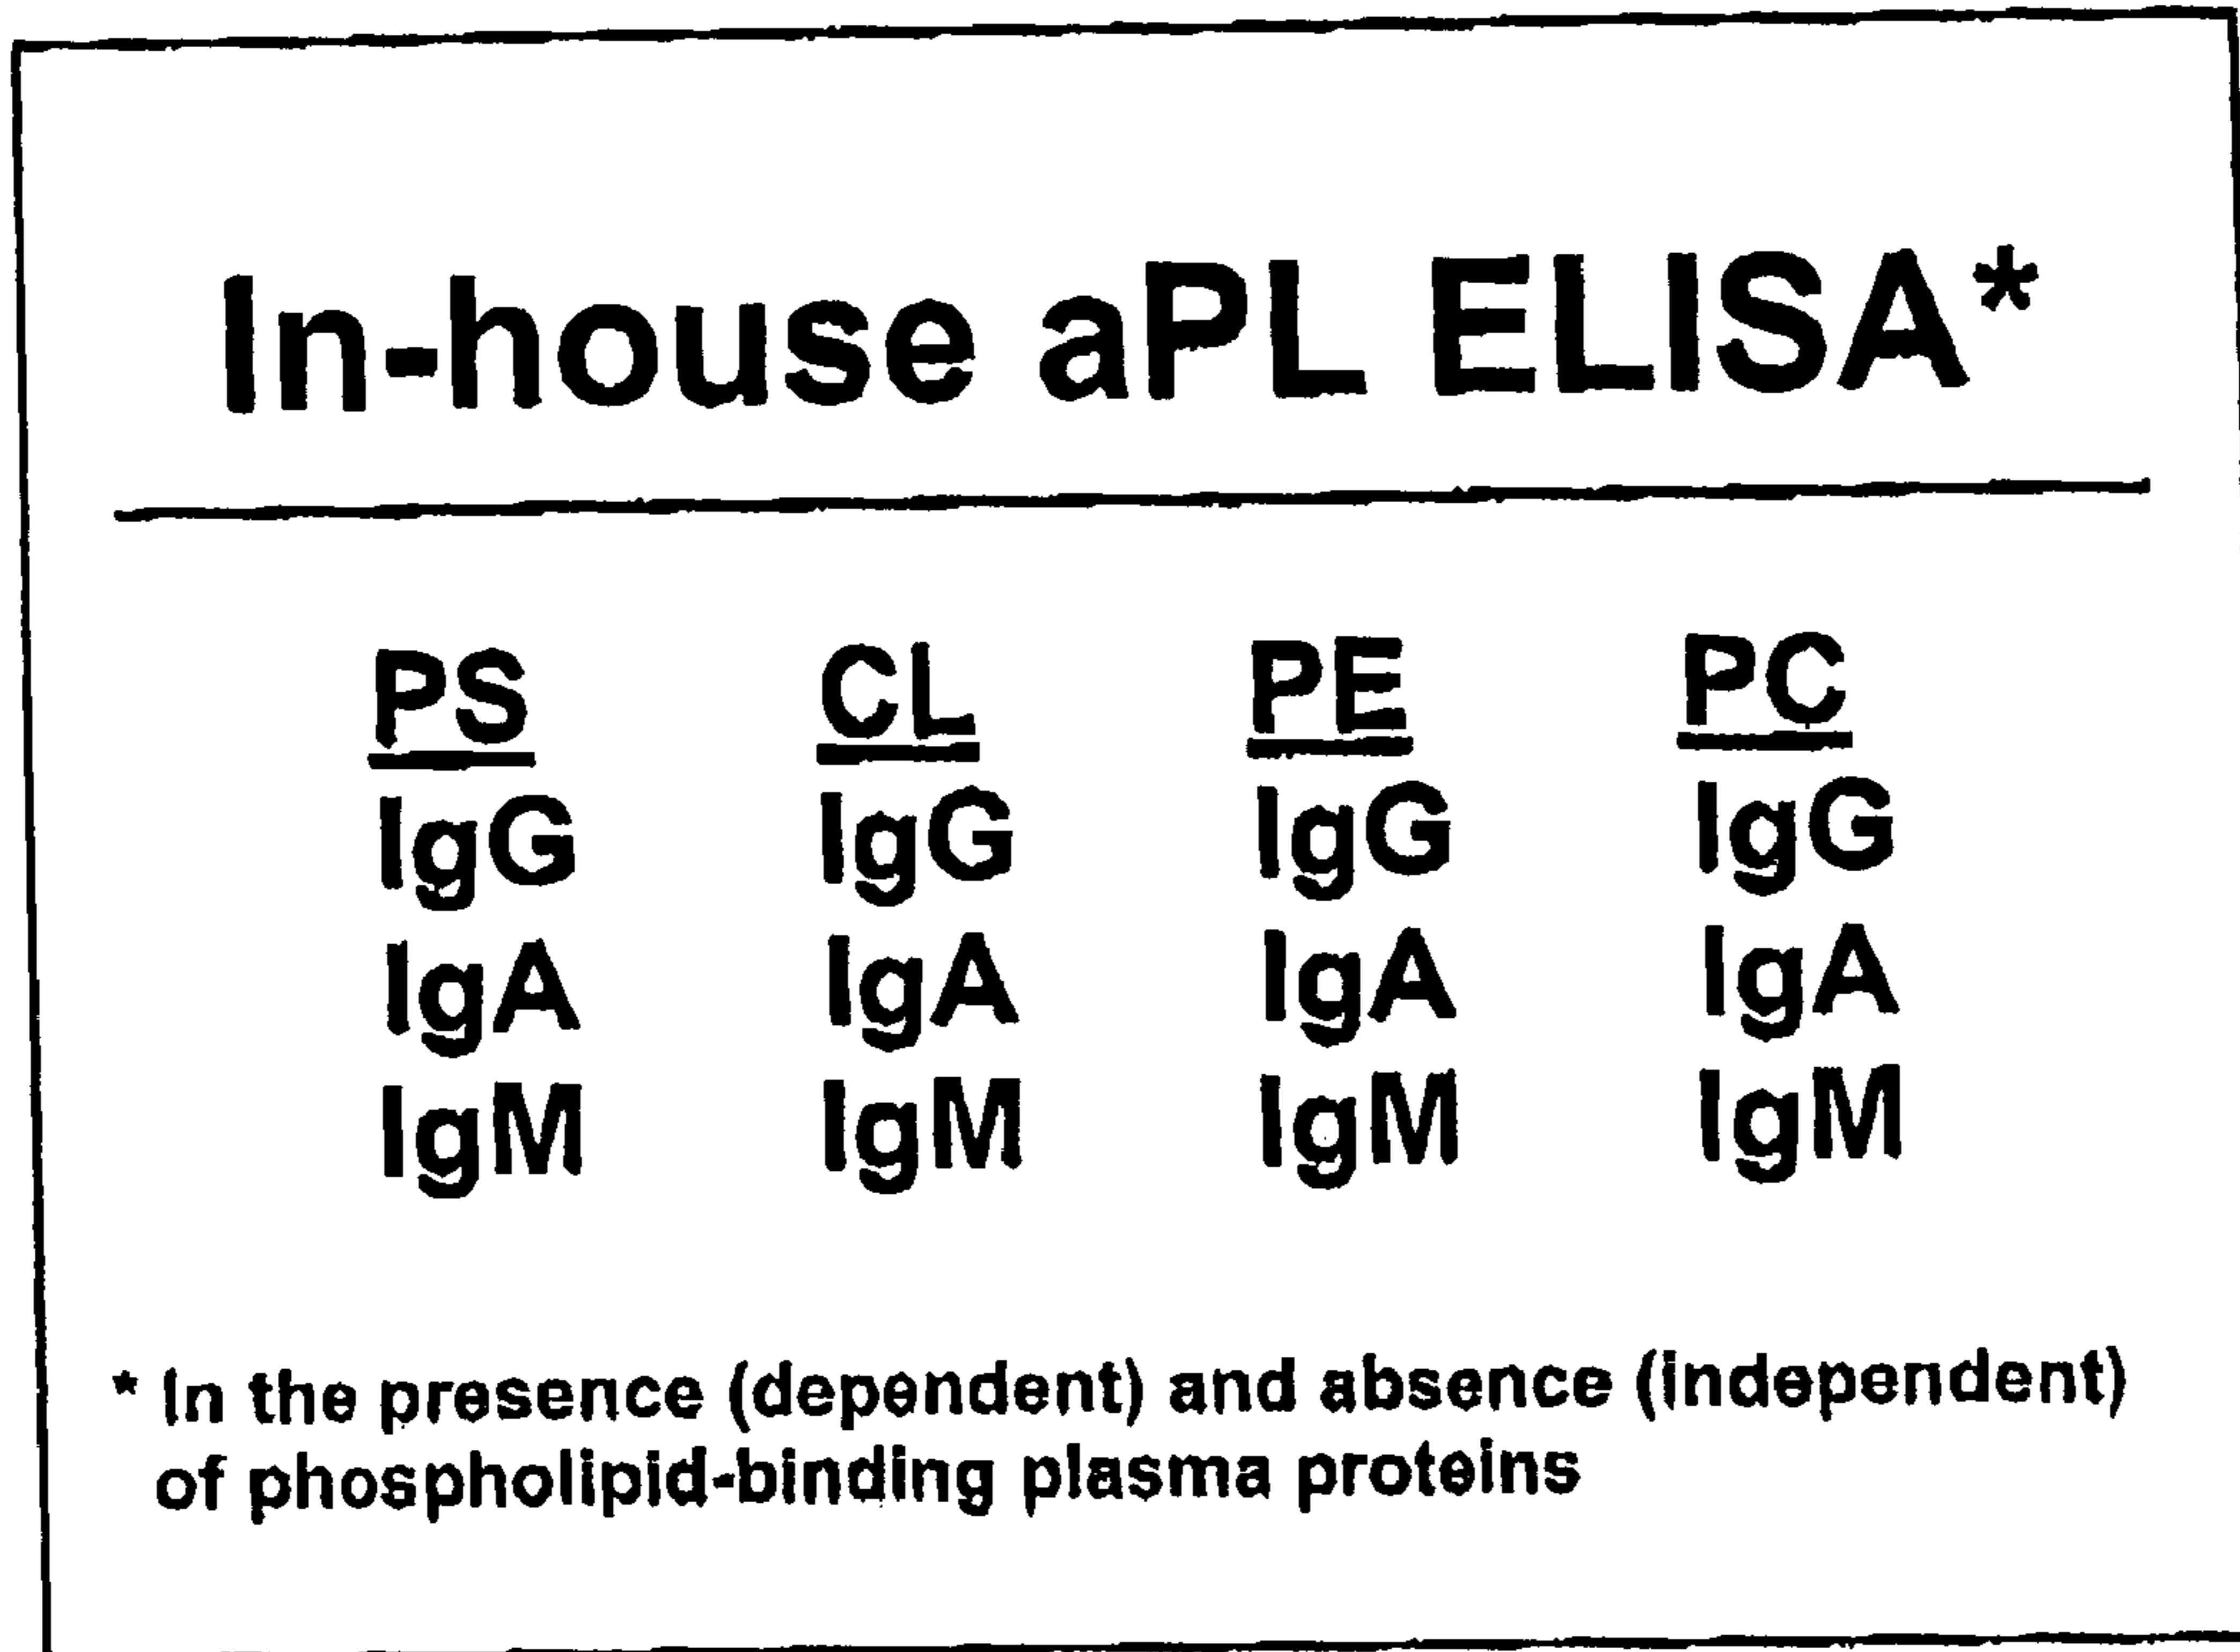 In-house aPL ELISA*
PS CL PE PC
IgG IgG IgG IgG
IgA IgA IgA IgA
IgM IgM IgM IgM
* In the presence (dependent) and absence (independent)
of phospholipid-binding plasma proteins